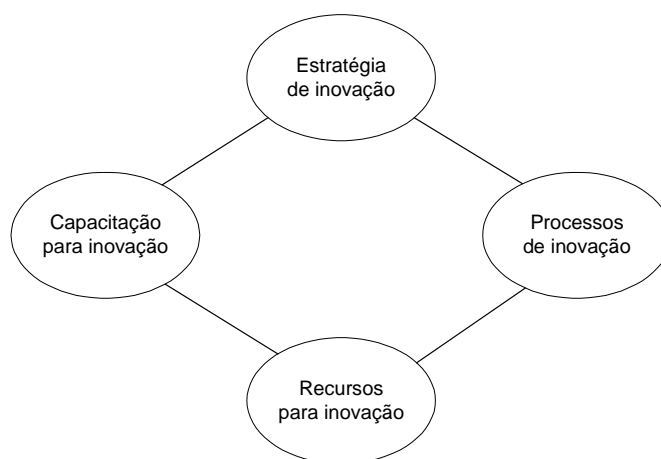 Estratégia
de inovação
Capacitação
para inovação
Processos
de inovação
Recursos
para inovação